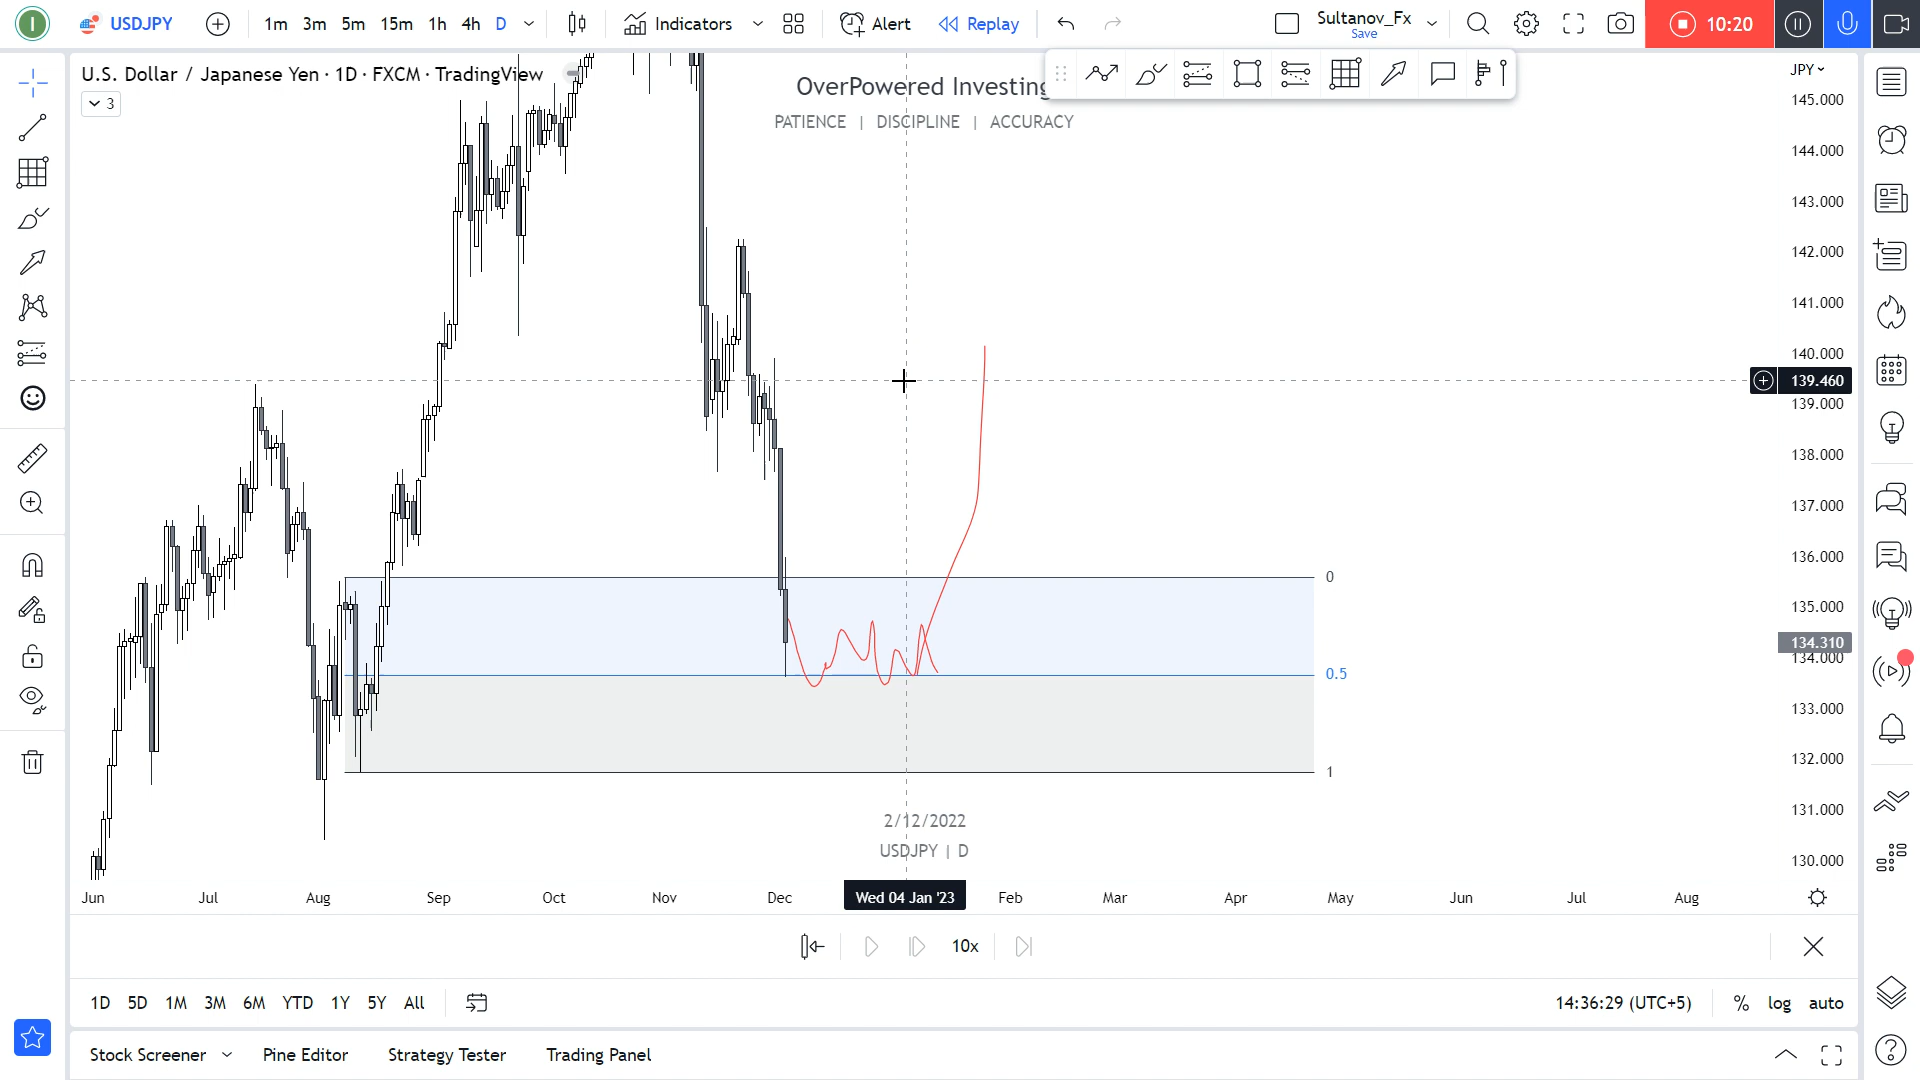 I USDJPY 1m 3m 5m 15m 1h 4h D Indicators Alert Replay Sultanov_Fx Save 10:20
U.S. Dollar / Japanese Yen · 1D · FXCM · TradingView
3
OverPowered Investing
PATIENCE | DISCIPLINE | ACCURACY
JPY
145.000
144.000
143.000
142.000
141.000
140.000
139.460
139.000
138.000
137.000
136.000
135.000
134.310
134.000
133.000
132.000
131.000
130.000
0
0.5
1
2/12/2022
USDJPY | D
Jun Jul Aug Sep Oct Nov Dec Wed 04 Jan '23 Feb Mar Apr May Jun Jul Aug
10x
1D 5D 1M 3M 6M YTD 1Y 5Y All 14:36:29 (UTC+5) % log auto
Stock Screener Pine Editor Strategy Tester Trading Panel